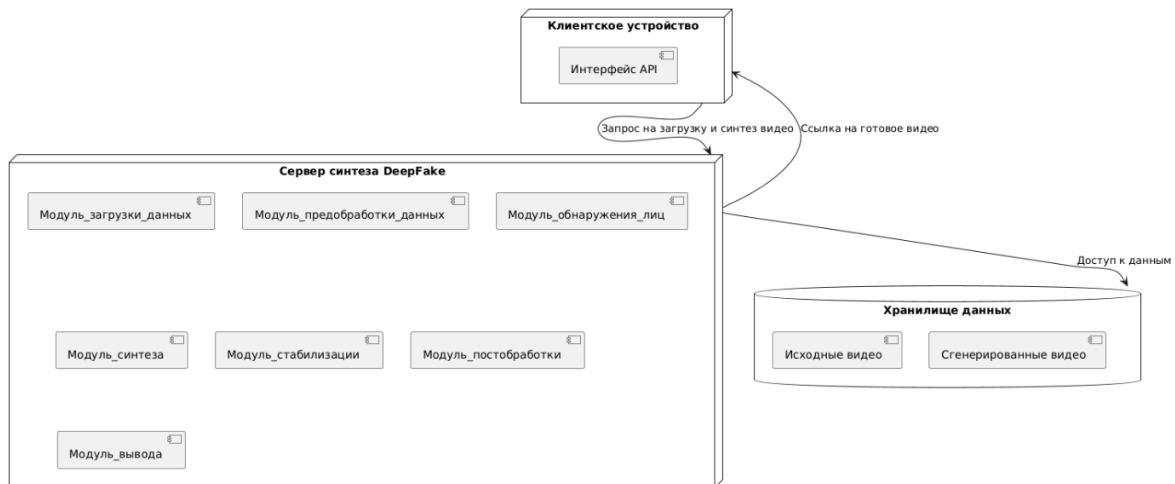 Клиентское устройство
Интерфейс API
Запрос на загрузку и синтез видео
Ссылка на готовое видео
Сервер синтеза DeepFake
Модуль_загрузки_данных
Модуль_предобработки_данных
Модуль_обнаружения_лиц
Доступ к данным
Хранилище данных
Модуль_синтеза
Модуль_стабилизации
Модуль_постобработки
Исходные видео
Сгенерированные видео
Модуль_вывода